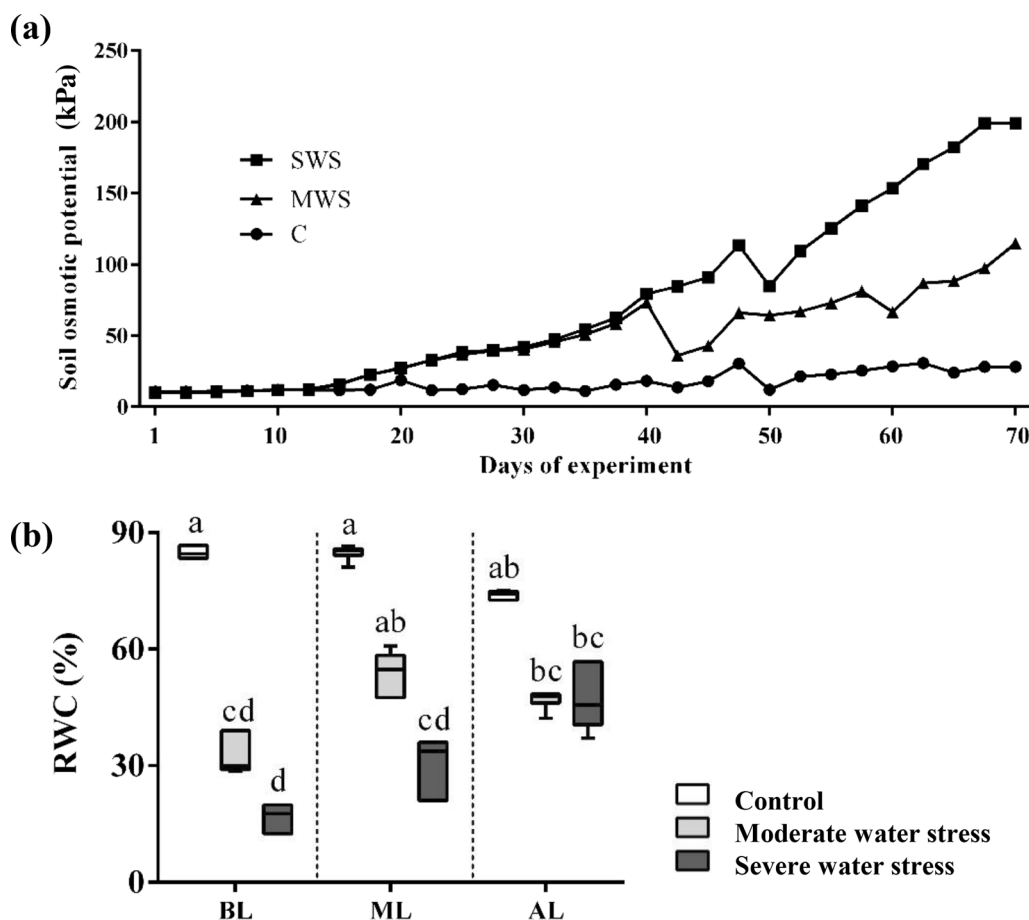 (a)
Soil osmotic potential (kPa)
250
200
150
100
50
0
SWS
MWS
C
1 10 20 30 40 50 60 70
Days of experiment
(b)
RWC (%)
90
60
30
0
a
cd
d
a
ab
cd
ab
bc
bc
BL ML AL
Control
Moderate water stress
Severe water stress